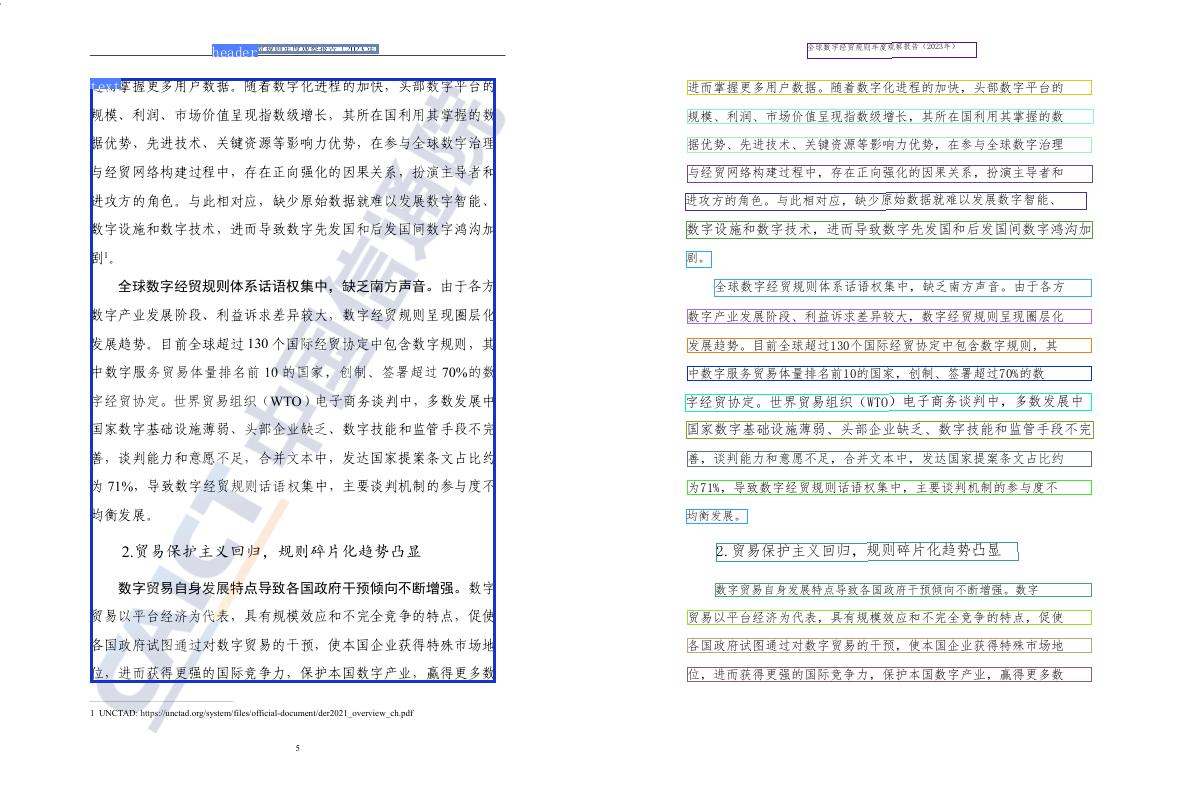 header
text
掌握更多用户数据。随着数字化进程的加快，头部数字平台的
规模、利润、市场价值呈现指数级增长，其所在国利用其掌握的数
据优势、先进技术、关键资源等影响力优势，在参与全球数字治理
与经贸网络构建过程中，存在正向强化的因果关系，扮演主导者和
进攻方的角色。与此相对应，缺少原始数据就难以发展数字智能、
数字设施和数字技术，进而导致数字先发国和后发国间数字鸿沟加
剧1。
全球数字经贸规则体系话语权集中，缺乏南方声音。由于各方
数字产业发展阶段、利益诉求差异较大，数字经贸规则呈现圈层化
发展趋势。目前全球超过 130 个国际经贸协定中包含数字规则，其
中数字服务贸易体量排名前 10 的国家，创制、签署超过 70%的数
字经贸协定。世界贸易组织（WTO）电子商务谈判中，多数发展中
国家数字基础设施薄弱、头部企业缺乏、数字技能和监管手段不完
善，谈判能力和意愿不足，合并文本中，发达国家提案条文占比约
为 71%，导致数字经贸规则话语权集中，主要谈判机制的参与度不
均衡发展。
2.贸易保护主义回归，规则碎片化趋势凸显
数字贸易自身发展特点导致各国政府干预倾向不断增强。数字
贸易以平台经济为代表，具有规模效应和不完全竞争的特点，促使
各国政府试图通过对数字贸易的干预，使本国企业获得特殊市场地
位，进而获得更强的国际竞争力，保护本国数字产业，赢得更多数
1 UNCTAD: https://unctad.org/system/files/official-document/der2021_overview_ch.pdf
5
CAICT 中国信通院
全球数字经贸规则年度观察报告（2023年）
进而掌握更多用户数据。随着数字化进程的加快，头部数字平台的
规模、利润、市场价值呈现指数级增长，其所在国利用其掌握的数
据优势、先进技术、关键资源等影响力优势，在参与全球数字治理
与经贸网络构建过程中，存在正向强化的因果关系，扮演主导者和
进攻方的角色。与此相对应，缺少原始数据就难以发展数字智能、
数字设施和数字技术，进而导致数字先发国和后发国间数字鸿沟加
剧。
全球数字经贸规则体系话语权集中，缺乏南方声音。由于各方
数字产业发展阶段、利益诉求差异较大，数字经贸规则呈现圈层化
发展趋势。目前全球超过130个国际经贸协定中包含数字规则，其
中数字服务贸易体量排名前10的国家，创制、签署超过70%的数
字经贸协定。世界贸易组织（WTO）电子商务谈判中，多数发展中
国家数字基础设施薄弱、头部企业缺乏、数字技能和监管手段不完
善，谈判能力和意愿不足，合并文本中，发达国家提案条文占比约
为71%，导致数字经贸规则话语权集中，主要谈判机制的参与度不
均衡发展。
2.贸易保护主义回归，规则碎片化趋势凸显
数字贸易自身发展特点导致各国政府干预倾向不断增强。数字
贸易以平台经济为代表，具有规模效应和不完全竞争的特点，促使
各国政府试图通过对数字贸易的干预，使本国企业获得特殊市场地
位，进而获得更强的国际竞争力，保护本国数字产业，赢得更多数